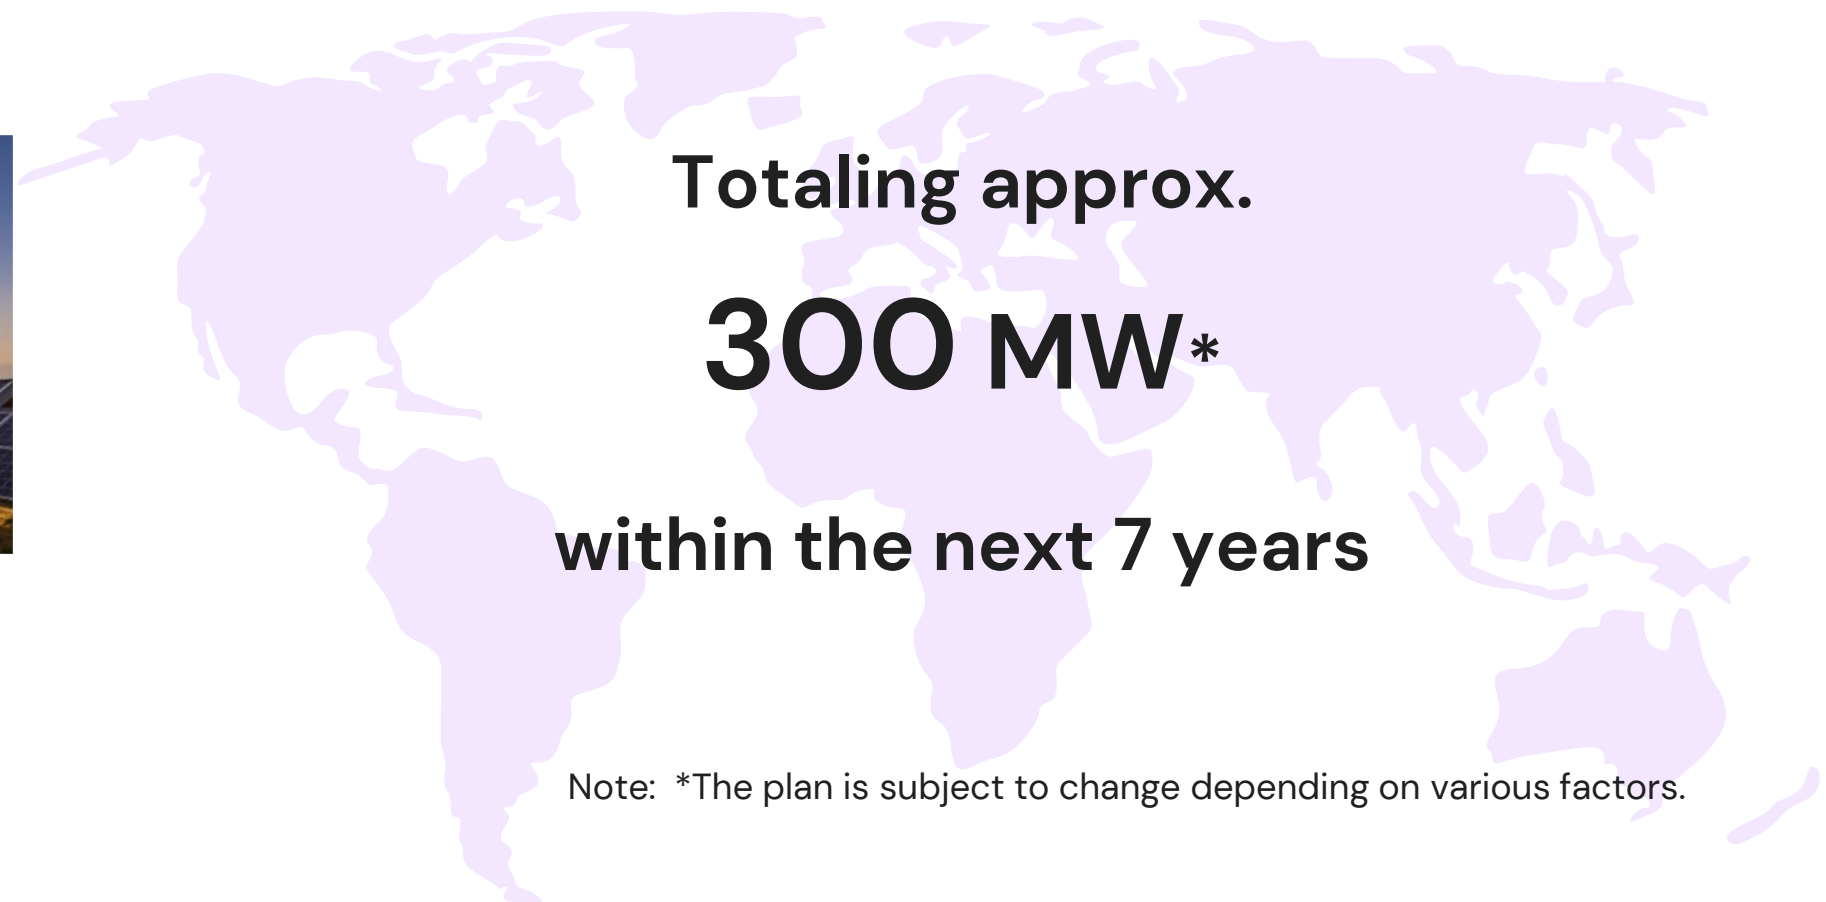 Totaling approx.
300 MW*
within the next 7 years
Note:  *The plan is subject to change depending on various factors.